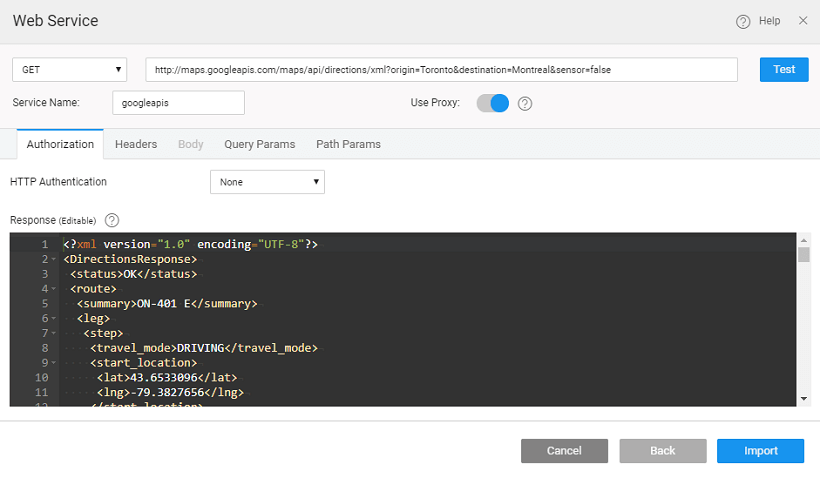 Web Service
Help
GET
http://maps.googleapis.com/maps/api/directions/xml?origin=Toronto&destination=Montreal&sensor=false
Test
Service Name: googleapis Use Proxy:
Authorization Headers Body Query Params Path Params
HTTP Authentication None
Response (Editable)
1 <?xml version="1.0" encoding="UTF-8"?>
2 <DirectionsResponse>
3 <status>OK</status>
4 <route>
5 <summary>ON-401 E</summary>
6 <leg>
7 <step>
8 <travel_mode>DRIVING</travel_mode>
9 <start_location>
10 <lat>43.6533096</lat>
11 <lng>-79.3827656</lng>
12 </start_location>
Cancel Back Import